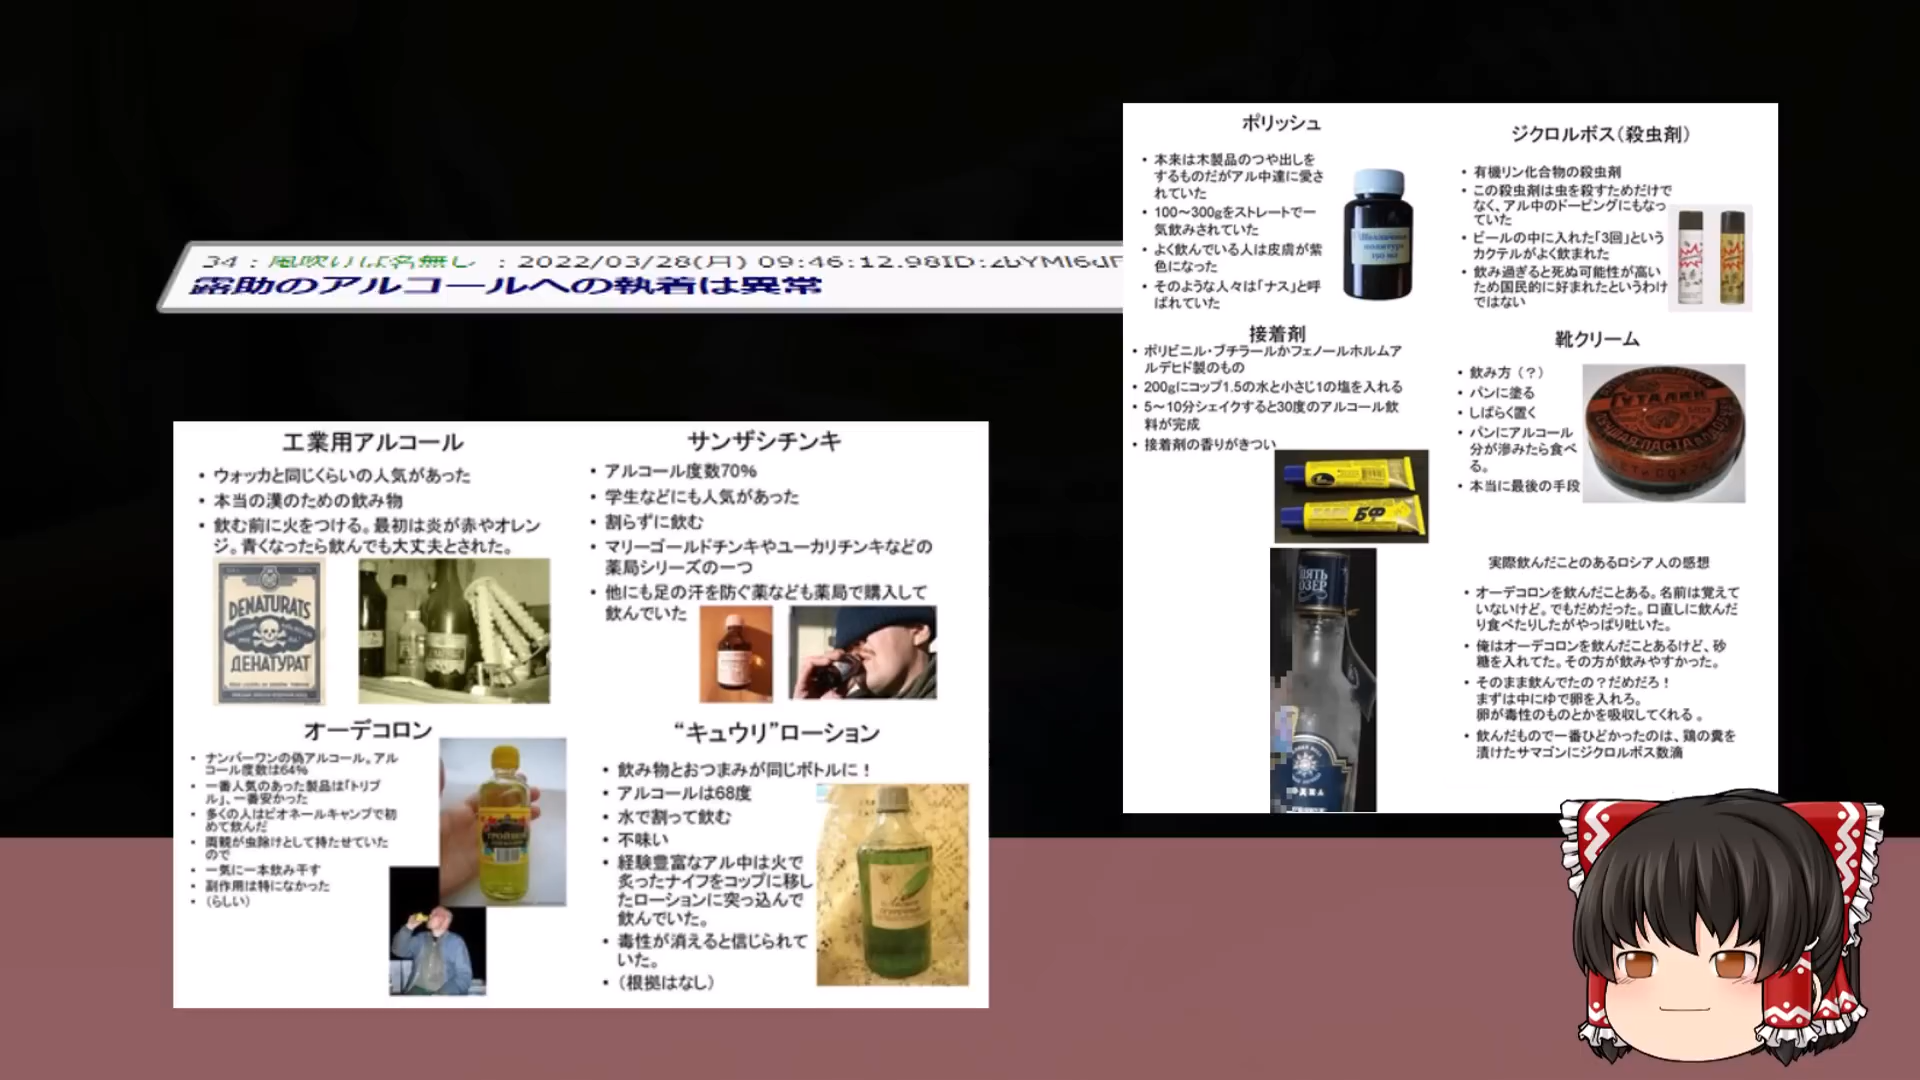 34：風吹けば名無し：2022/03/28(月) 09:46:12.98ID:zbYMI6dF
露助のアルコールへの執着は異常
工業用アルコール
・ウォッカと同じくらいの人気があった
・本当の漢のための飲み物
・飲む前に火をつける。最初は炎が赤やオレン
ジ。青くなったら飲んでも大丈夫とされた。
DENATURATS
ДЕНАТУРАТ
サンザシチンキ
・アルコール度数70%
・学生などにも人気があった
・割らずに飲む
・マリーゴールドチンキやユーカリチンキなどの
薬局シリーズの一つ
・他にも足の汗を防ぐ薬なども薬局で購入して
飲んでいた
オーデコロン
・ナンバーワンの偽アルコール。アル
コール度数は64%
・一番人気のあった製品は「トリプ
ル」、一番安かった
・多くの人はピオネールキャンプで初
めて飲んだ
・両親が虫除けとして持たせていた
ので
・一気に一本飲み干す
・副作用は特になかった
・（らしい）
“キュウリ”ローション
・飲み物とおつまみが同じボトルに！
・アルコールは68度
・水で割って飲む
・不味い
・経験豊富なアル中は火で
炙ったナイフをコップに移し
たローションに突っ込んで
飲んでいた。
・毒性が消えると信じられて
いた。
・（根拠はなし）
ポリッシュ
・本来は木製品のつや出しを
するものだがアル中達に愛さ
れていた
・100～300gをストレートで一
気飲みされていた
・よく飲んでいる人は皮膚が紫
色になった
・そのような人々は「ナス」と呼
ばれていた
ジクロルボス（殺虫剤）
・有機リン化合物の殺虫剤
・この殺虫剤は虫を殺すためだけで
なく、アル中のドーピングにもなっ
ていた
・ビールの中に入れた「3回」という
カクテルがよく飲まれた
・飲み過ぎると死ぬ可能性が高い
ため国民的に好まれたというわけ
ではない
接着剤
・ポリビニル・ブチラールかフェノールホルムア
ルデヒド製のもの
・200gにコップ1.5の水と小さじ1の塩を入れる
・5～10分シェイクすると30度のアルコール飲
料が完成
・接着剤の香りがきつい
БФ
靴クリーム
・飲み方（？）
・パンに塗る
・しばらく置く
・パンにアルコール
分が滲みたら食べ
る。
・本当に最後の手段
ГУТАЛИН
ПЯТЬ
ОЗЕР
実際飲んだことのあるロシア人の感想
・オーデコロンを飲んだことある。名前は覚えて
いないけど。でもだめだった。口直しに飲んだ
り食べたりしたがやっぱり吐いた。
・俺はオーデコロンを飲んだことあるけど、砂
糖を入れてた。その方が飲みやすかった。
・そのまま飲んでたの？だめだろ！
まずは中にゆで卵を入れろ。
卵が毒性のものとかを吸収してくれる。
・飲んだもので一番ひどかったのは、鶏の糞を
漬けたサマゴンにジクロルボス数滴